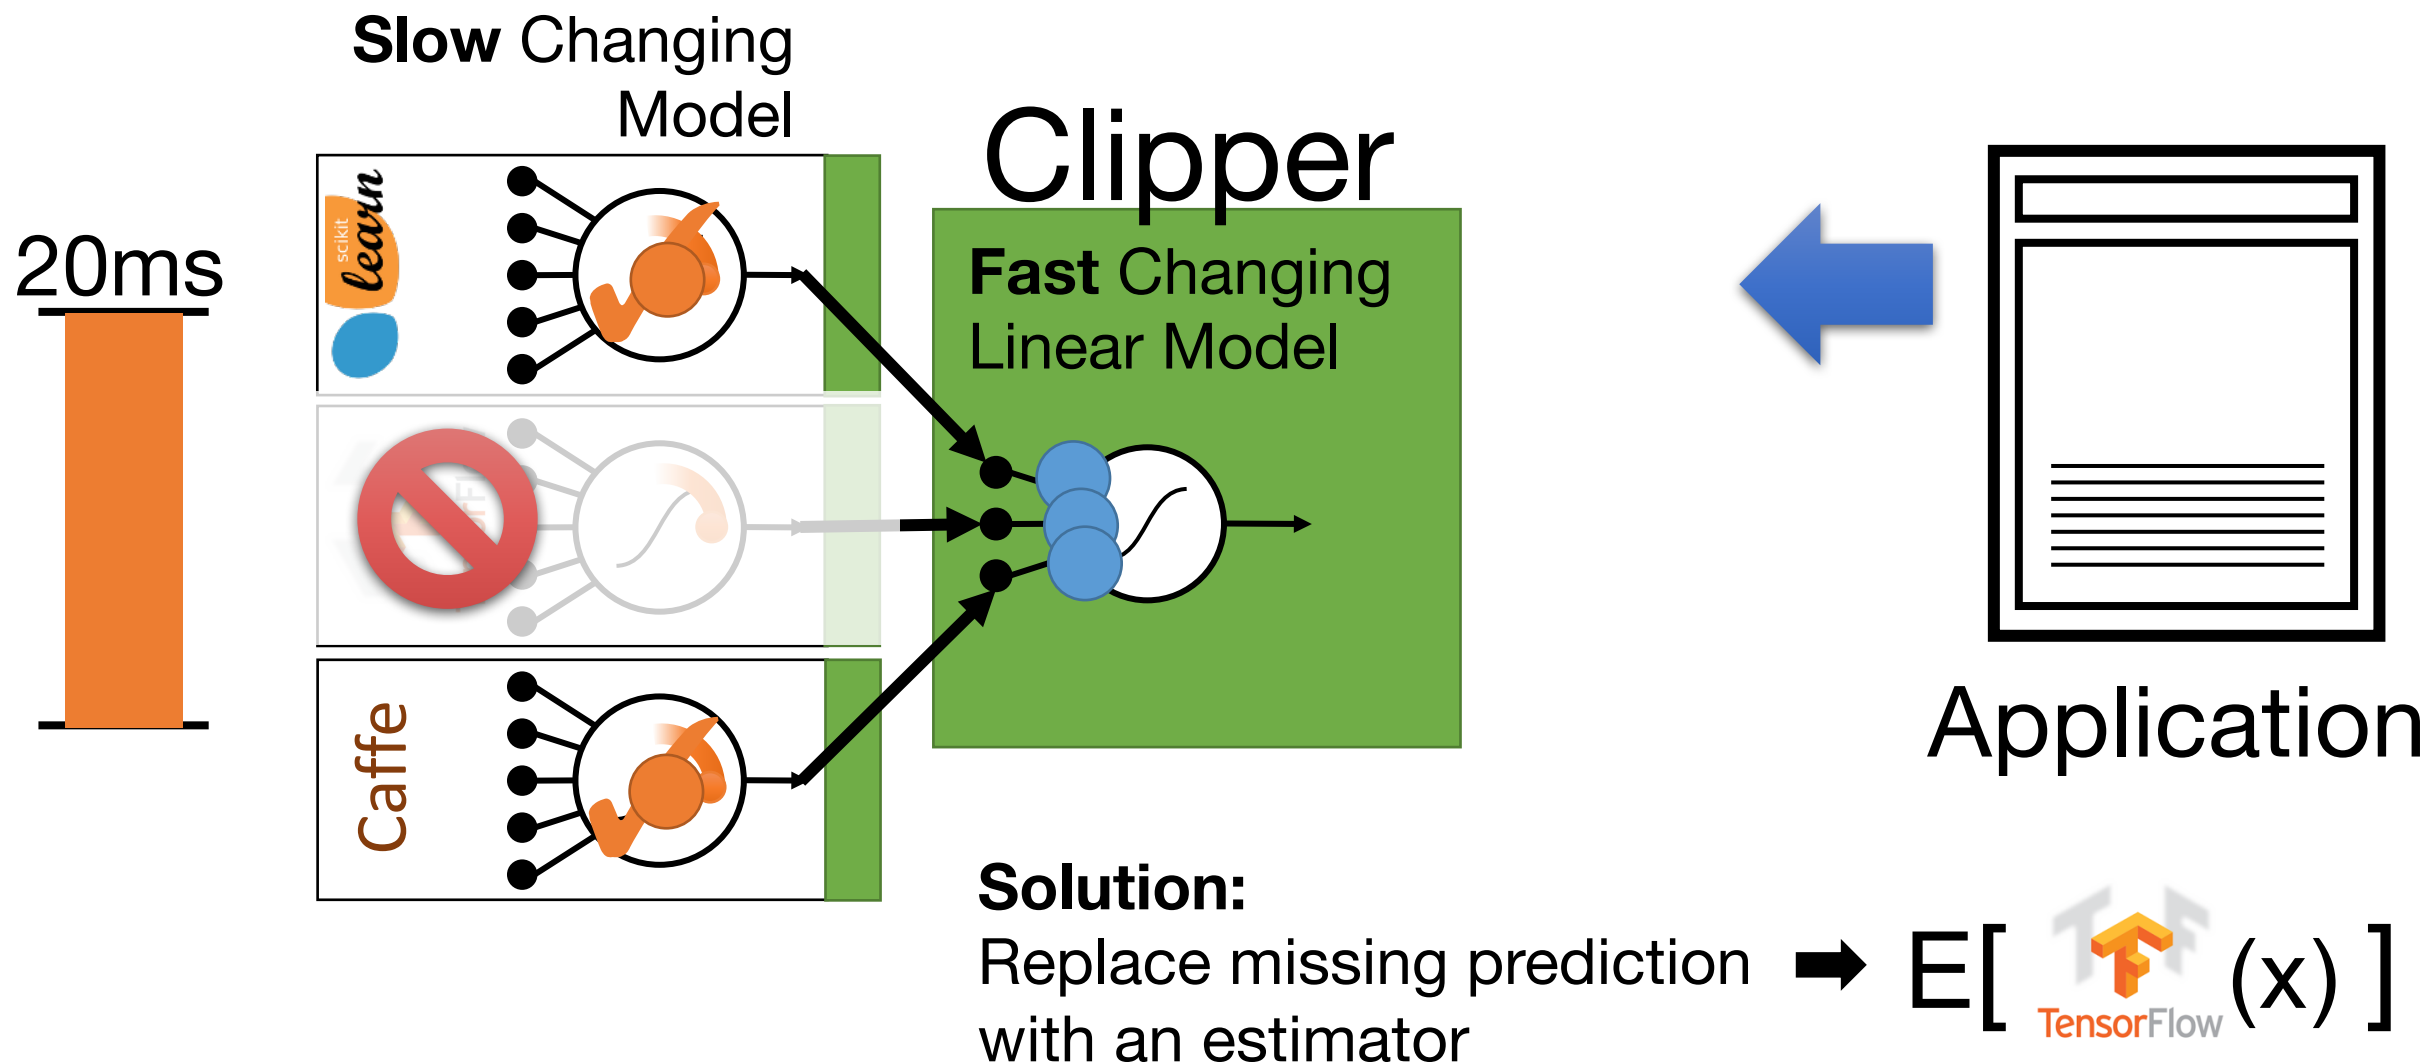 Slow Changing
Model
Clipper
20ms
scikit
learn
Fast Changing
Linear Model
Caffe
Application
Solution:
Replace missing prediction
with an estimator
E[ TensorFlow (x) ]